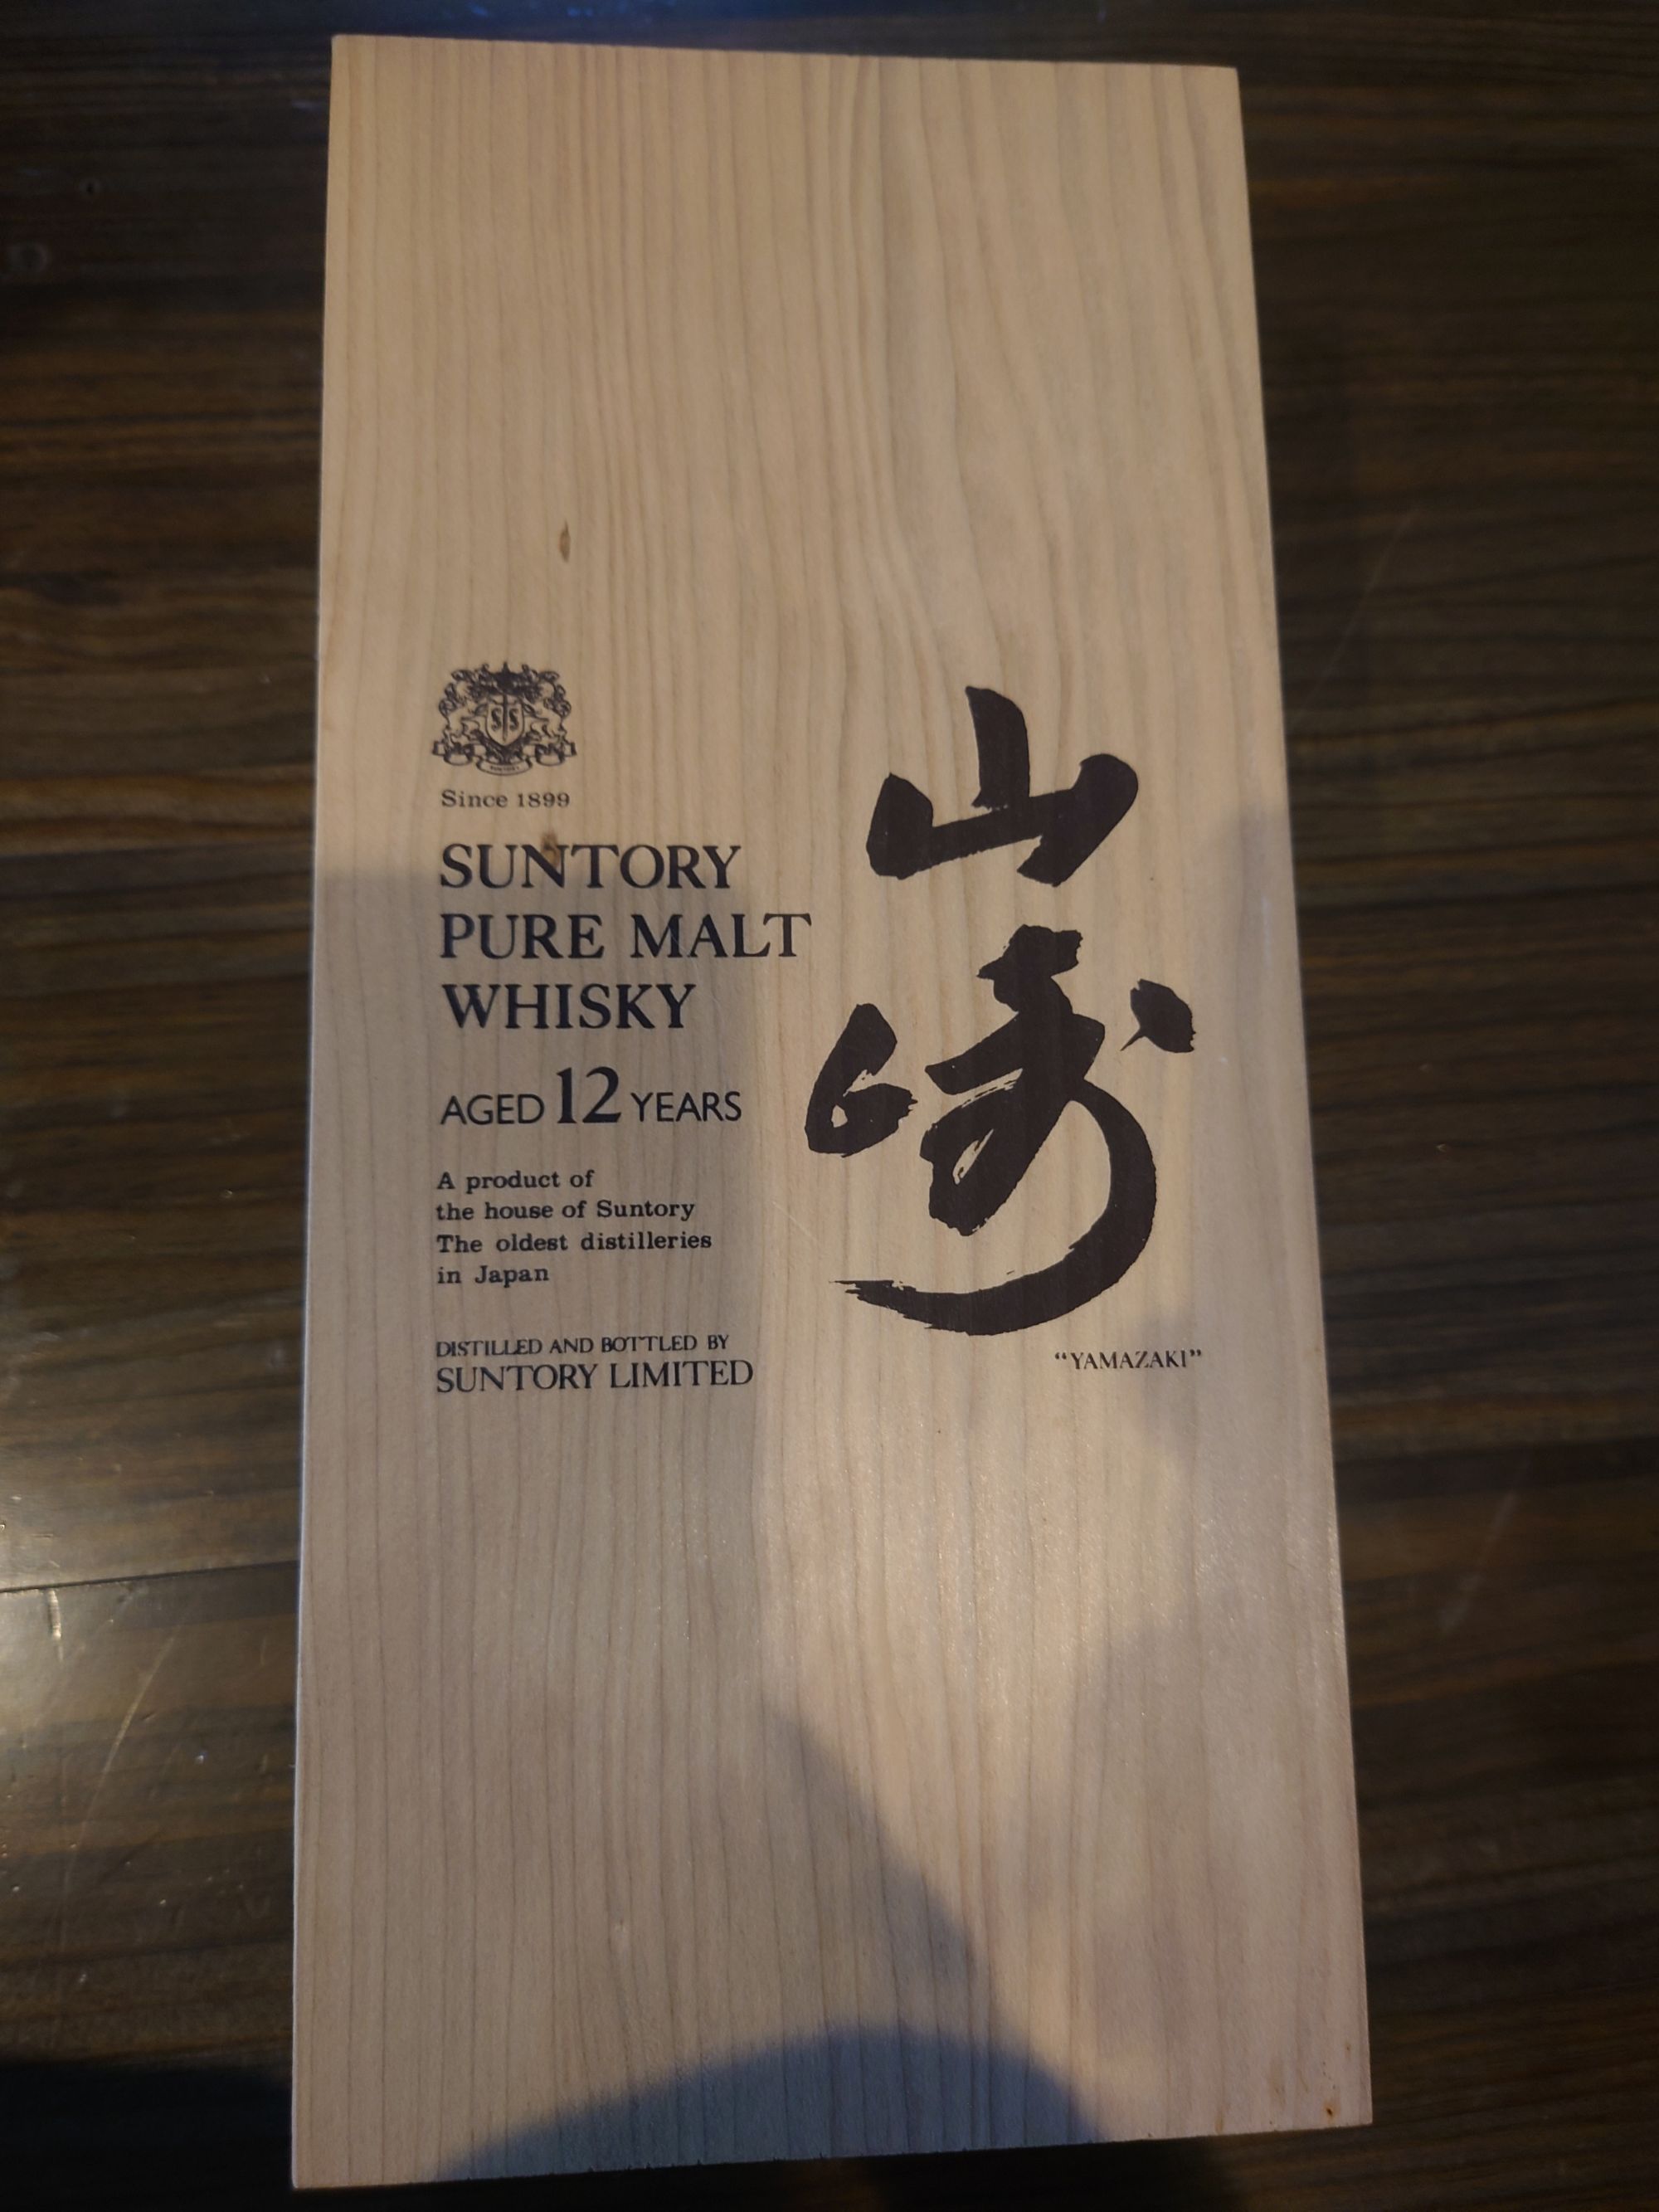 SS
Since 1899
SUNTORY
PURE MALT
WHISKY
AGED 12 YEARS
A product of
the house of Suntory
The oldest distilleries
in Japan
DISTILLED AND BOTTLED BY
SUNTORY LIMITED
山
崎
“YAMAZAKI”